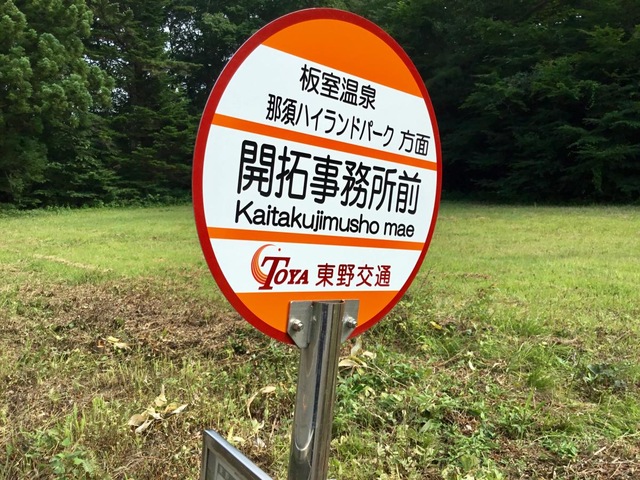 板室温泉
那須ハイランドパーク 方面
開拓事務所前
Kaitakujimusho mae
TOYA 東野交通